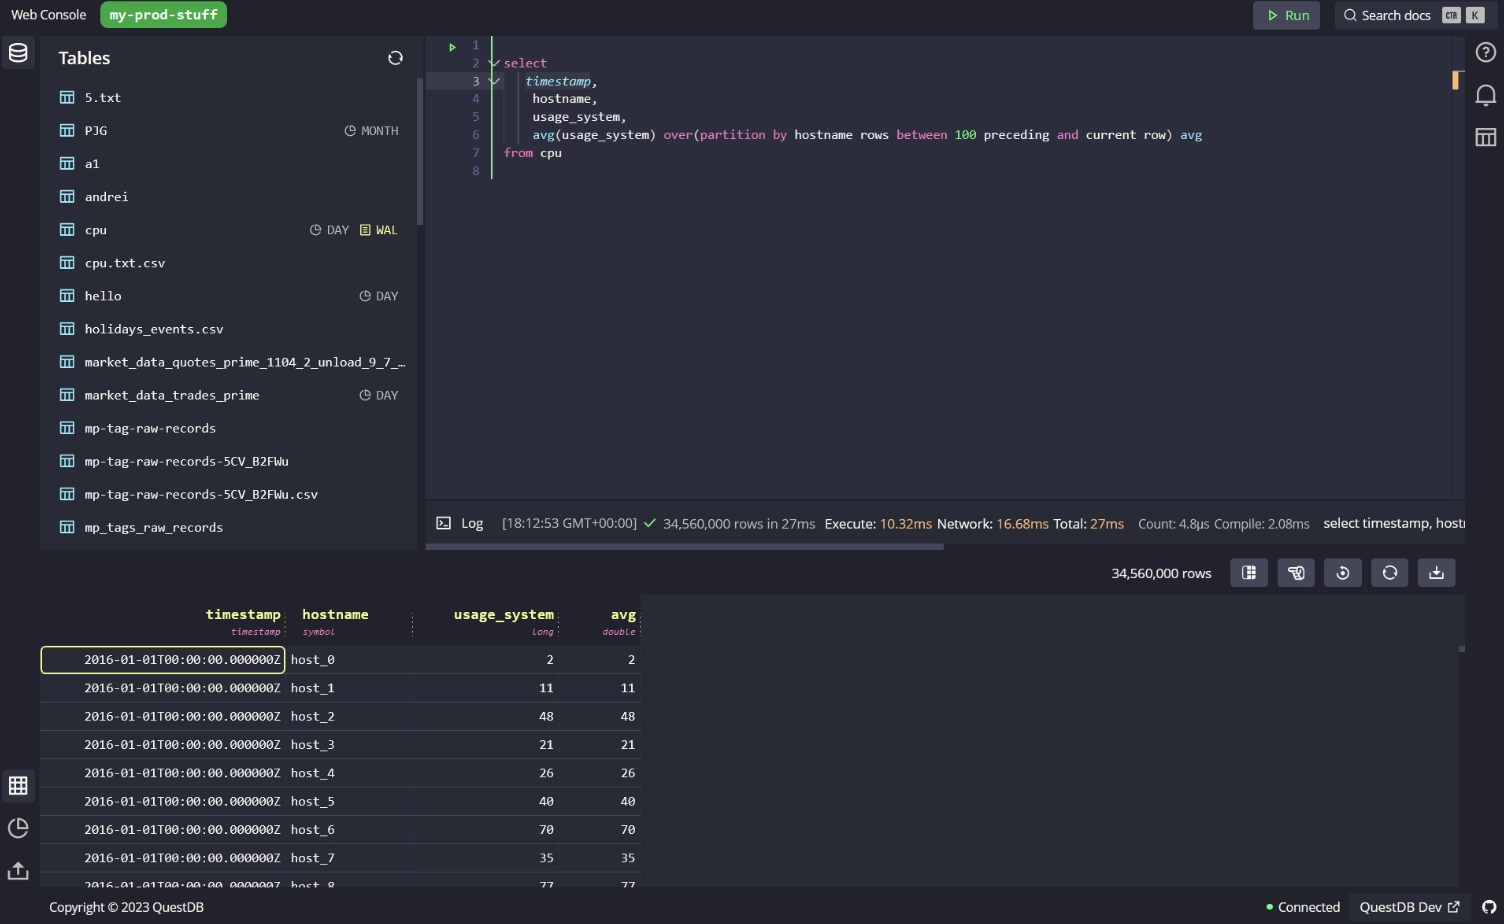 Web Console my-prod-stuff Run Search docs CTR K
Tables
5.txt
PJG MONTH
a1
andrei
cpu DAY WAL
cpu.txt.csv
hello DAY
holidays_events.csv
market_data_quotes_prime_1104_2_unload_9_7_…
market_data_trades_prime DAY
mp-tag-raw-records
mp-tag-raw-records-5CV_B2FWu
mp-tag-raw-records-5CV_B2FWu.csv
mp_tags_raw_records
1
2 select
3 timestamp,
4 hostname,
5 usage_system,
6 avg(usage_system) over(partition by hostname rows between 100 preceding and current row) avg
7 from cpu
8
Log [18:12:53 GMT+00:00] 34,560,000 rows in 27ms Execute: 10.32ms Network: 16.68ms Total: 27ms Count: 4.8µs Compile: 2.08ms select timestamp, hostn
34,560,000 rows
timestamp hostname usage_system avg
timestamp symbol long double
2016-01-01T00:00:00.000000Z host_0 2 2
2016-01-01T00:00:00.000000Z host_1 11 11
2016-01-01T00:00:00.000000Z host_2 48 48
2016-01-01T00:00:00.000000Z host_3 21 21
2016-01-01T00:00:00.000000Z host_4 26 26
2016-01-01T00:00:00.000000Z host_5 40 40
2016-01-01T00:00:00.000000Z host_6 70 70
2016-01-01T00:00:00.000000Z host_7 35 35
2016-01-01T00:00:00.000000Z host_8 77 77
Copyright © 2023 QuestDB Connected QuestDB Dev